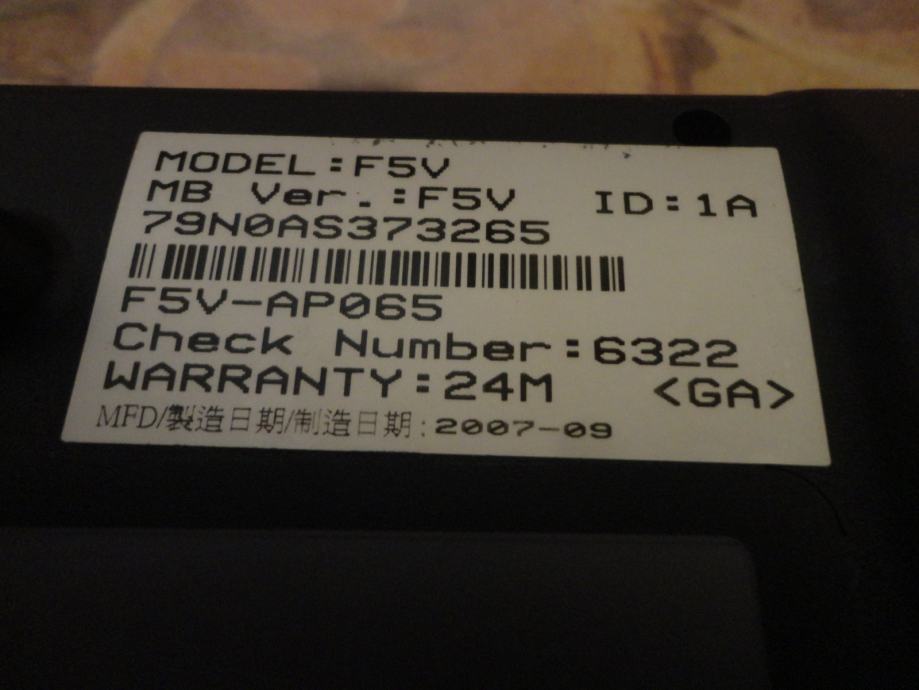 MODEL:F5V
MB Ver.:F5V ID:1A
79N0AS373265
F5V-AP065
Check Number:6322
WARRANTY:24M <GA>
MFD/製造日期/制造日期:2007-09